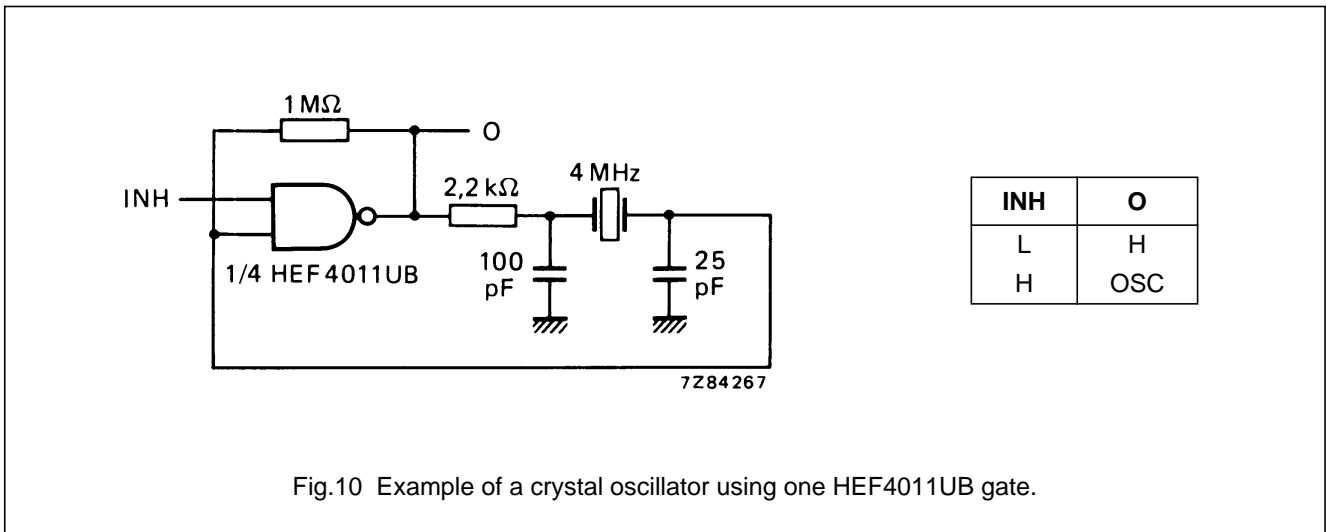 1 MΩ
O
INH
2,2 kΩ
4 MHz
1/4 HEF4011UB
100 pF
25 pF
7Z84267
INH O
L H
H OSC
Fig.10 Example of a crystal oscillator using one HEF4011UB gate.